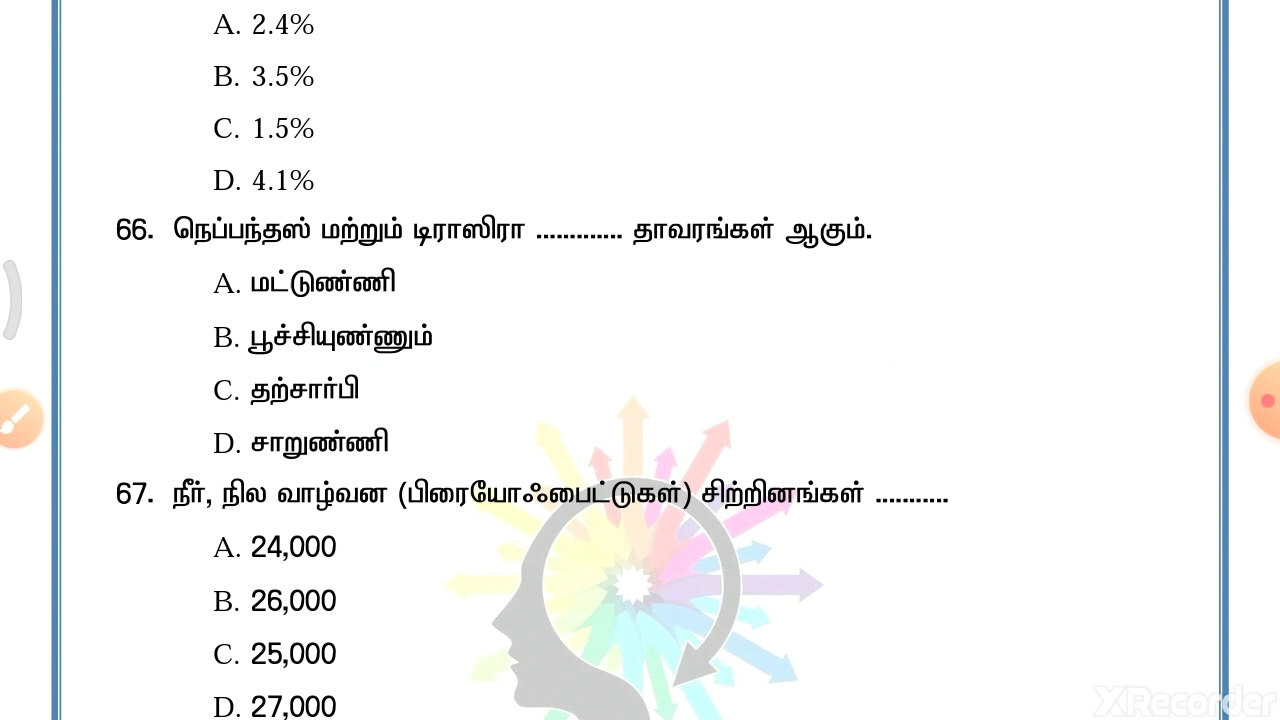 A. 2.4%
B. 3.5%
C. 1.5%
D. 4.1%
66. நெப்பந்தஸ் மற்றும் டிராஸிரா ............. தாவரங்கள் ஆகும்.
A. மட்டுண்ணி
B. பூச்சியுண்ணும்
C. தற்சார்பி
D. சாறுண்ணி
67. நீர், நில வாழ்வன (பிரையோஃபைட்டுகள்) சிற்றினங்கள் ...........
A. 24,000
B. 26,000
C. 25,000
D. 27,000
XRecorder